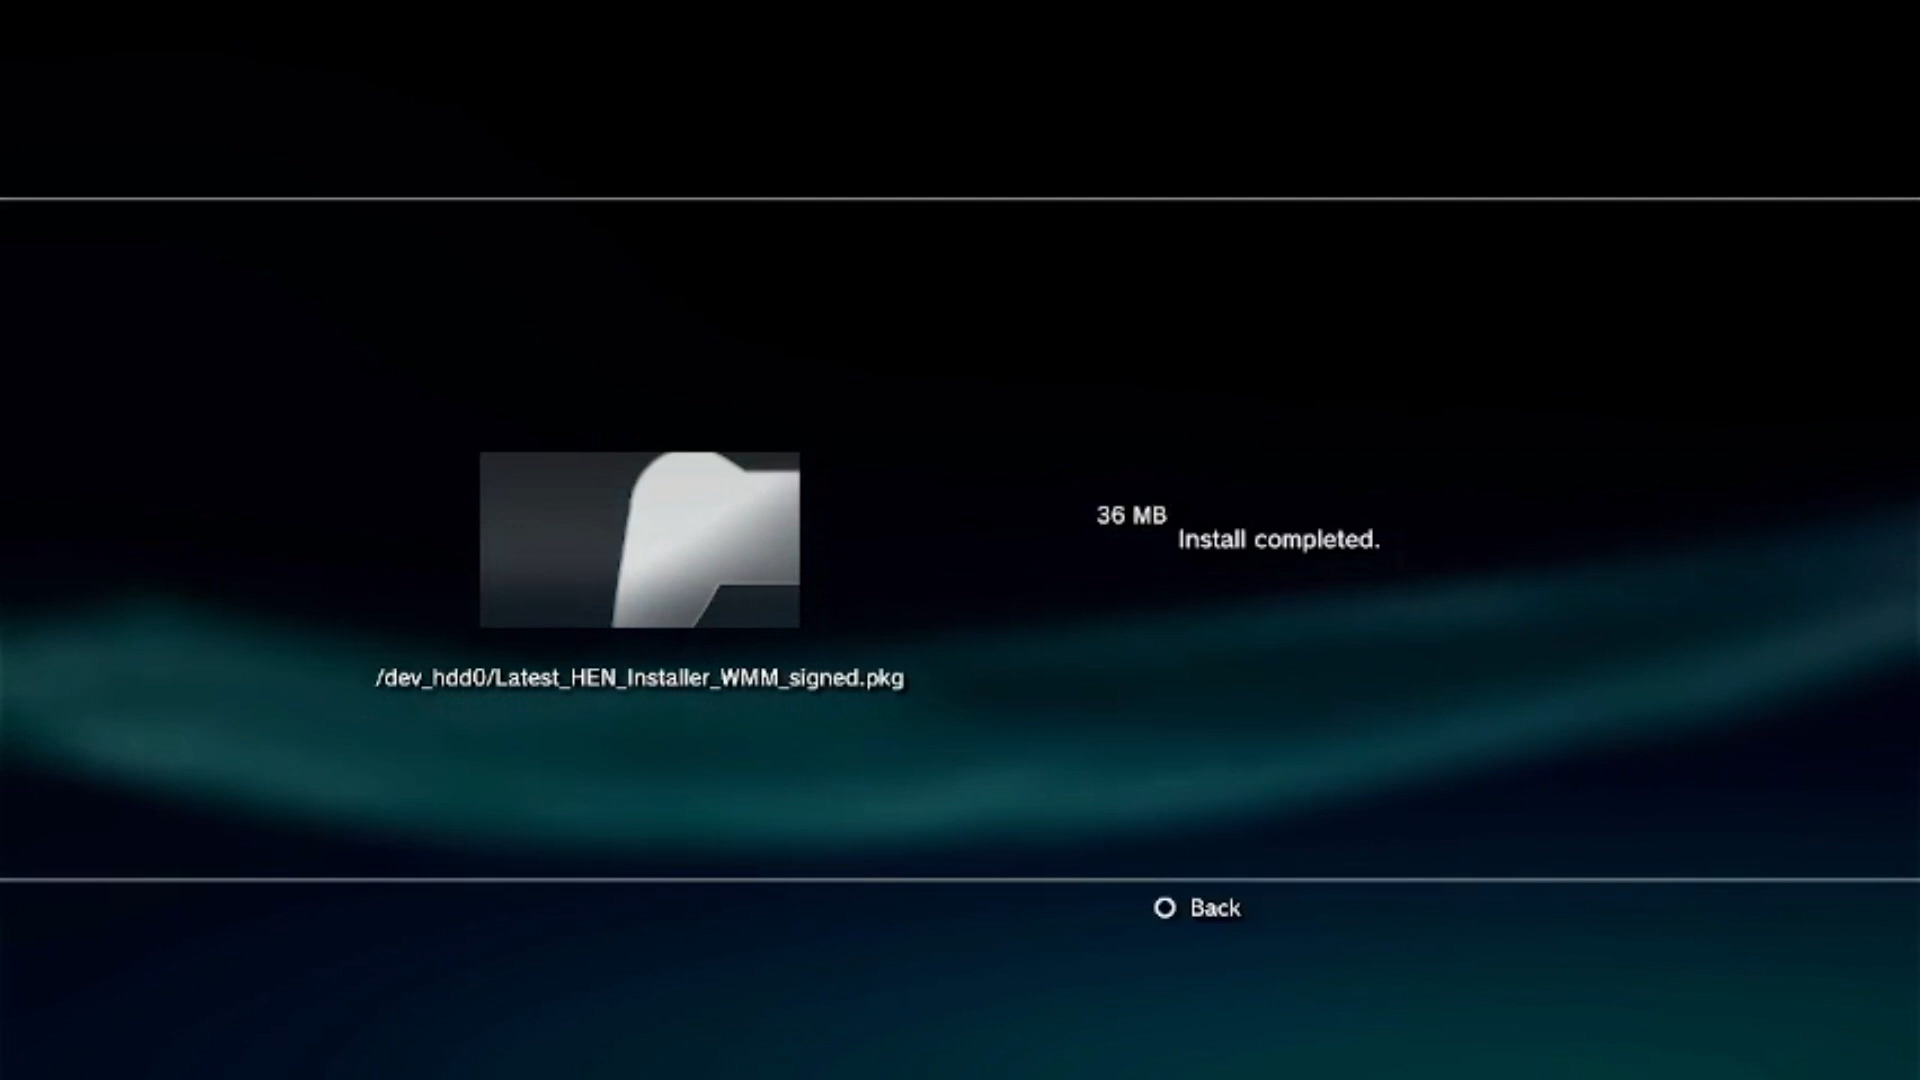 36 MB
Install completed.
/dev_hdd0/Latest_HEN_Installer_WMM_signed.pkg
Back